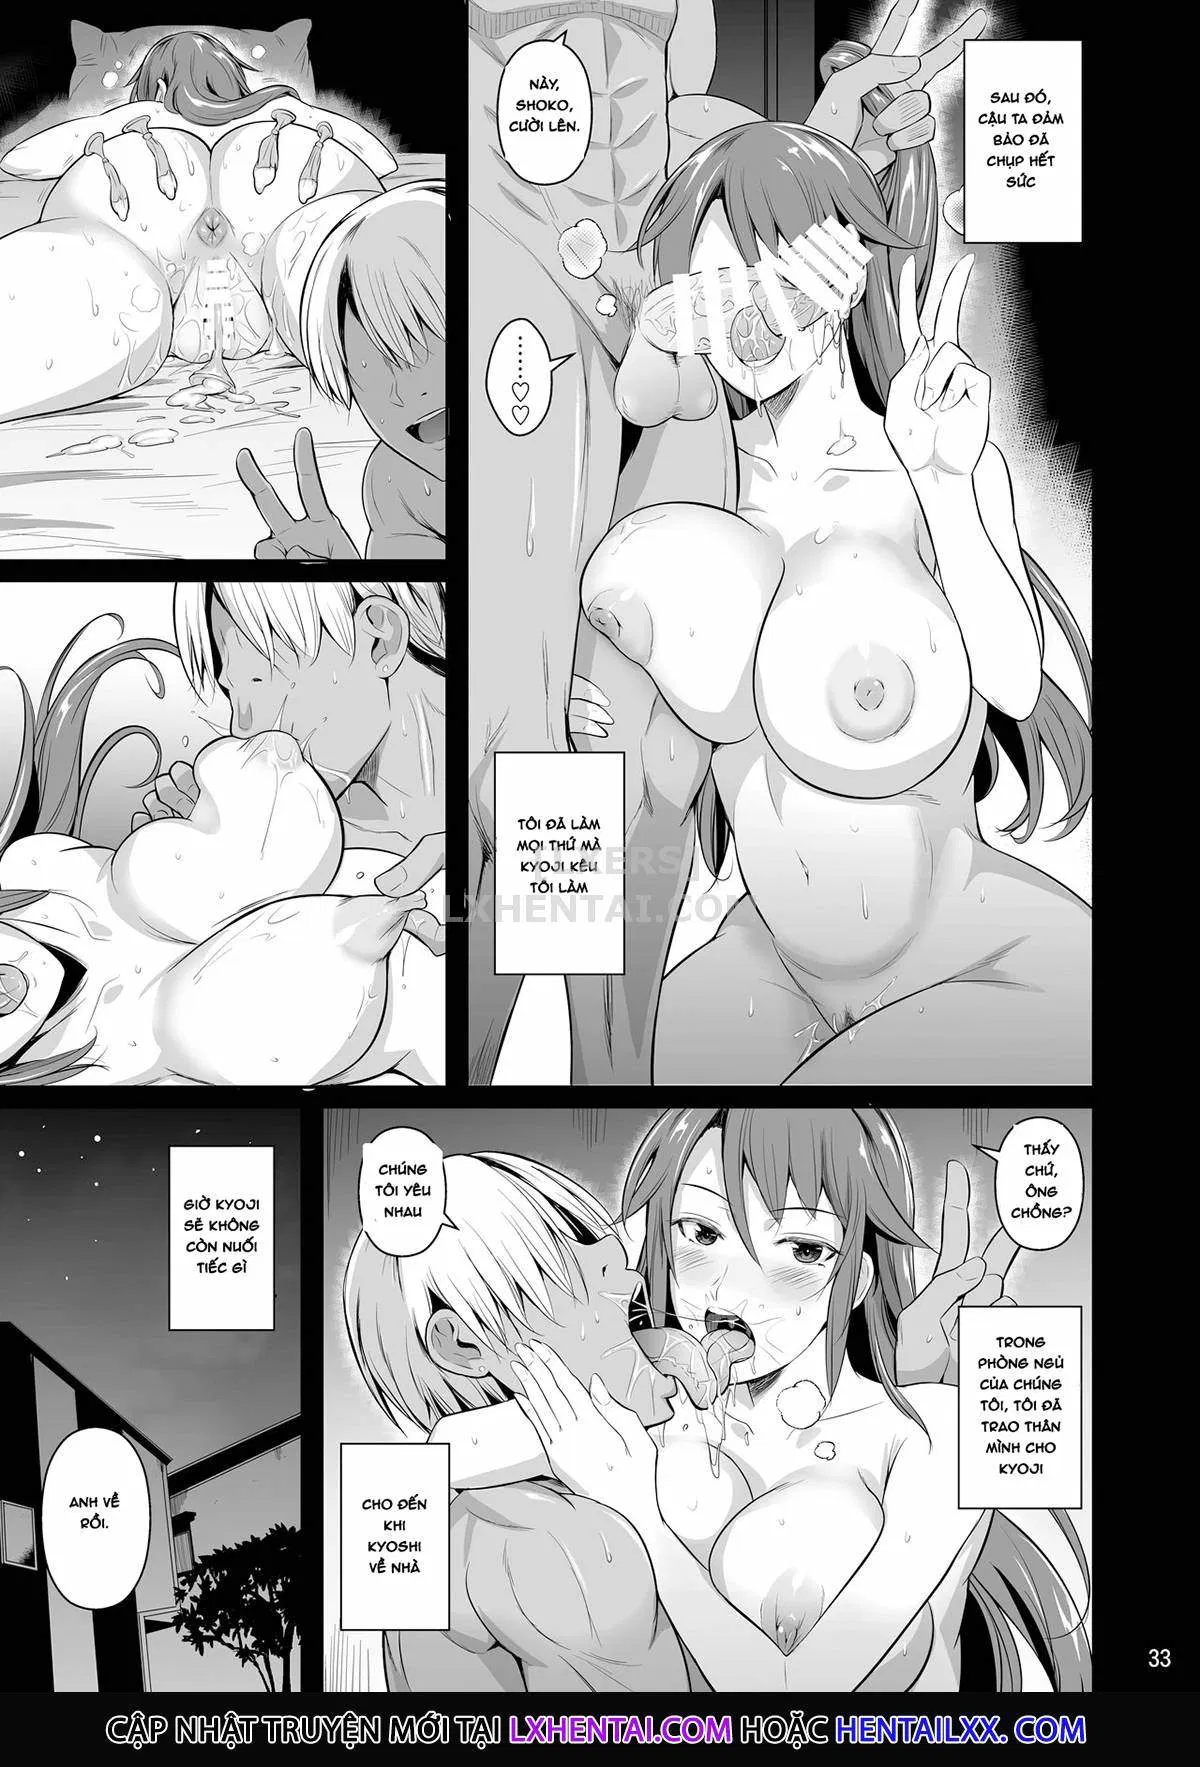 SAU ĐÓ,
CẬU TA ĐẢM
BẢO ĐÃ
CHỤP HẾT
SỨC
NÀY,
SHOKO,
CƯỜI LÊN.
........♡♡
TÔI ĐÃ LÀM
MỌI THỨ MÀ
KYOJI KÊU
TÔI LÀM
[LXERS]
LXHENTAI.COM
THẤY
CHỨ,
ÔNG
CHỒNG?
CHÚNG
TÔI YÊU
NHAU
TRONG
PHÒNG NGỦ
CỦA CHÚNG
TÔI, TÔI ĐÃ
TRAO THÂN
MÌNH CHO
KYOJI
CHO ĐẾN
KHI
KYOSHI
VỀ NHÀ
GIỜ KYOJI
SẼ KHÔNG
CÒN NUỐI
TIẾC GÌ
ANH VỀ
RỒI.
33
CẬP NHẬT TRUYỆN MỚI TẠI LXHENTAI.COM HOẶC HENTAILXX. COM